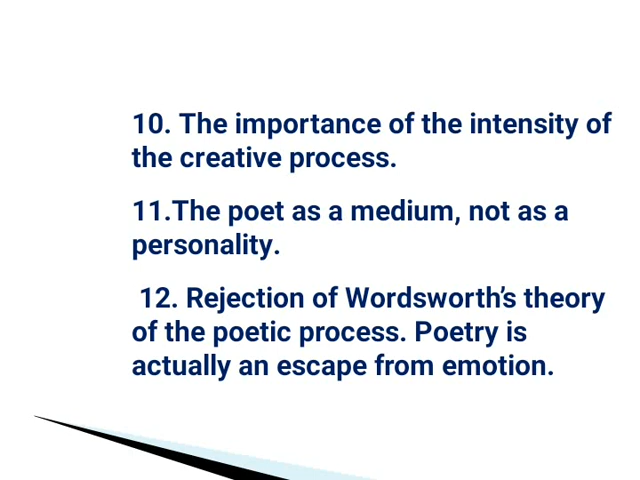 10. The importance of the intensity of
the creative process.
11.The poet as a medium, not as a
personality.
12. Rejection of Wordsworth’s theory
of the poetic process. Poetry is
actually an escape from emotion.